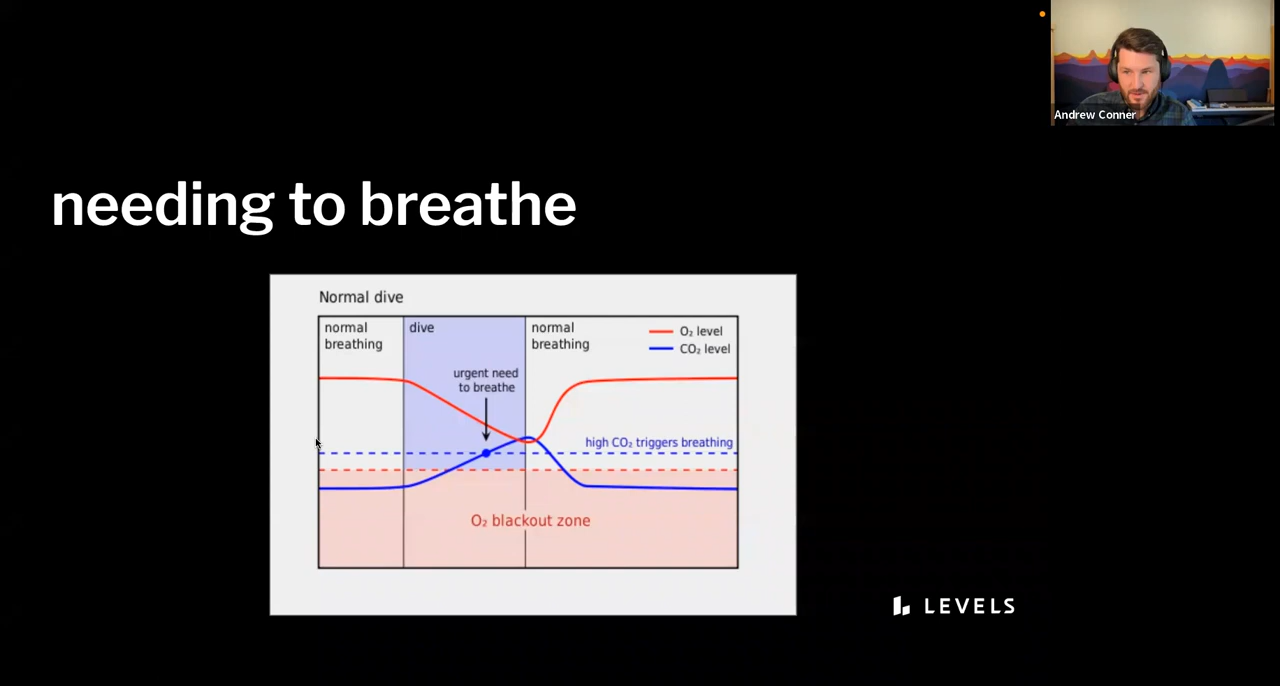 Andrew Conner
needing to breathe
Normal dive
normal
breathing
dive
normal
breathing
O₂ level
CO₂ level
urgent need
to breathe
high CO₂ triggers breathing
O₂ blackout zone
LEVELS